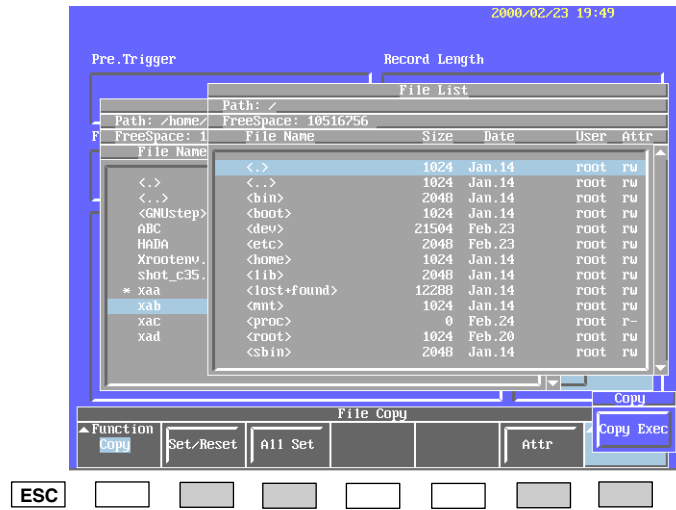 2000/02/23 19:49
Pre.Trigger Record Length
File List
Path: /
Path: /home/ FreeSpace: 10516756
F FreeSpace: 1 File Name Size Date User Attr
File Name
<.> 1024 Jan.14 root rw
<.> <..> 1024 Jan.14 root rw
<..> <bin> 2048 Jan.14 root rw
<GNUstep> <boot> 1024 Jan.14 root rw
ABC <dev> 21504 Feb.23 root rw
HADA <etc> 2048 Feb.23 root rw
Xrootenv. <home> 1024 Jan.14 root rw
shot_c35. <lib> 2048 Jan.14 root rw
* xaa <lost+found> 12288 Jan.14 root rw
xab <mnt> 1024 Jan.14 root rw
xac <proc> 0 Feb.24 root r-
xad <root> 1024 Feb.20 root rw
<sbin> 2048 Jan.14 root rw
Copy
File Copy
Function
Copy Set/Reset All Set Attr Copy Exec
ESC